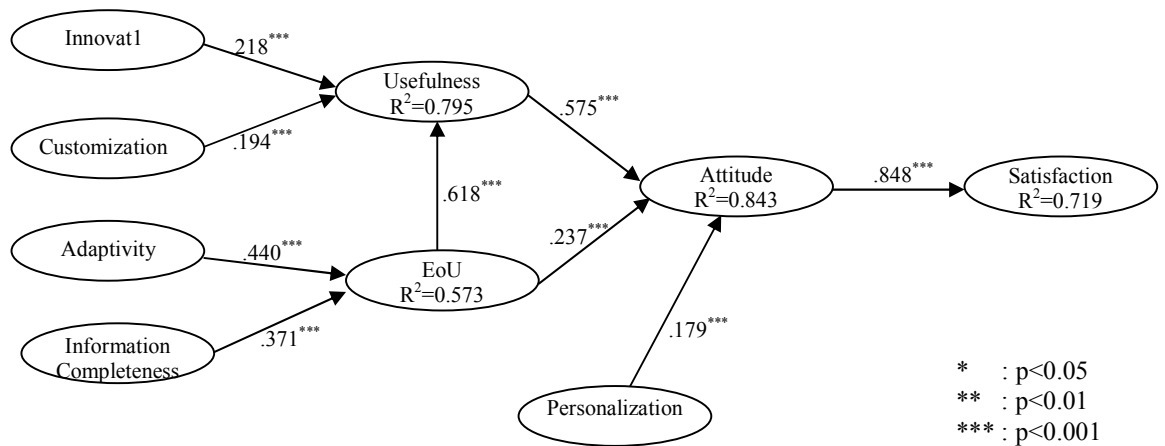 Innovat1
.218***
Usefulness
R²=0.795
.575***
Customization
.194***
Attitude
R²=0.843
.848***
Satisfaction
R²=0.719
.618***
Adaptivity
.440***
.237***
EoU
R²=0.573
Information
Completeness
.371***
.179***
Personalization
* : p<0.05
** : p<0.01
*** : p<0.001